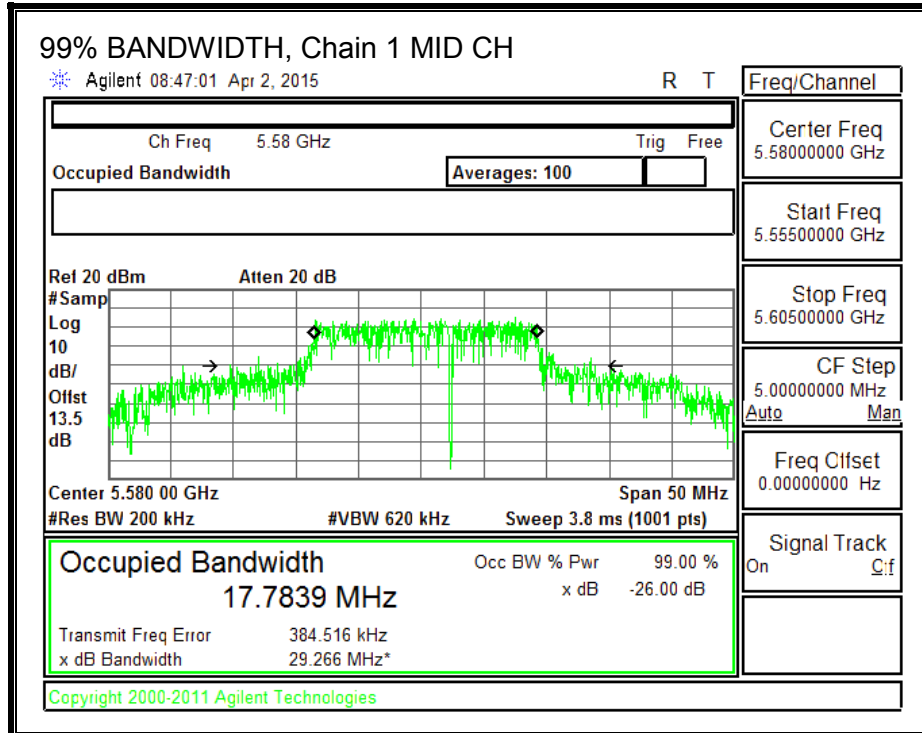 99% BANDWIDTH, Chain 1 MID CH
Agilent 08:47:01 Apr 2, 2015 R T
Freq/Channel
Ch Freq 5.58 GHz Trig Free
Occupied Bandwidth Averages: 100
Center Freq
5.58000000 GHz
Start Freq
5.55500000 GHz
Stop Freq
5.60500000 GHz
CF Step
5.00000000 MHz
Auto Man
Freq Offset
0.00000000 Hz
Signal Track
On Off
Ref 20 dBm Atten 20 dB
#Samp
Log
10
dB/
Offst
13.5
dB
Center 5.580 00 GHz Span 50 MHz
#Res BW 200 kHz #VBW 620 kHz Sweep 3.8 ms (1001 pts)
Occupied Bandwidth Occ BW % Pwr 99.00 %
17.7839 MHz x dB -26.00 dB
Transmit Freq Error 384.516 kHz
x dB Bandwidth 29.266 MHz*
Copyright 2000-2011 Agilent Technologies